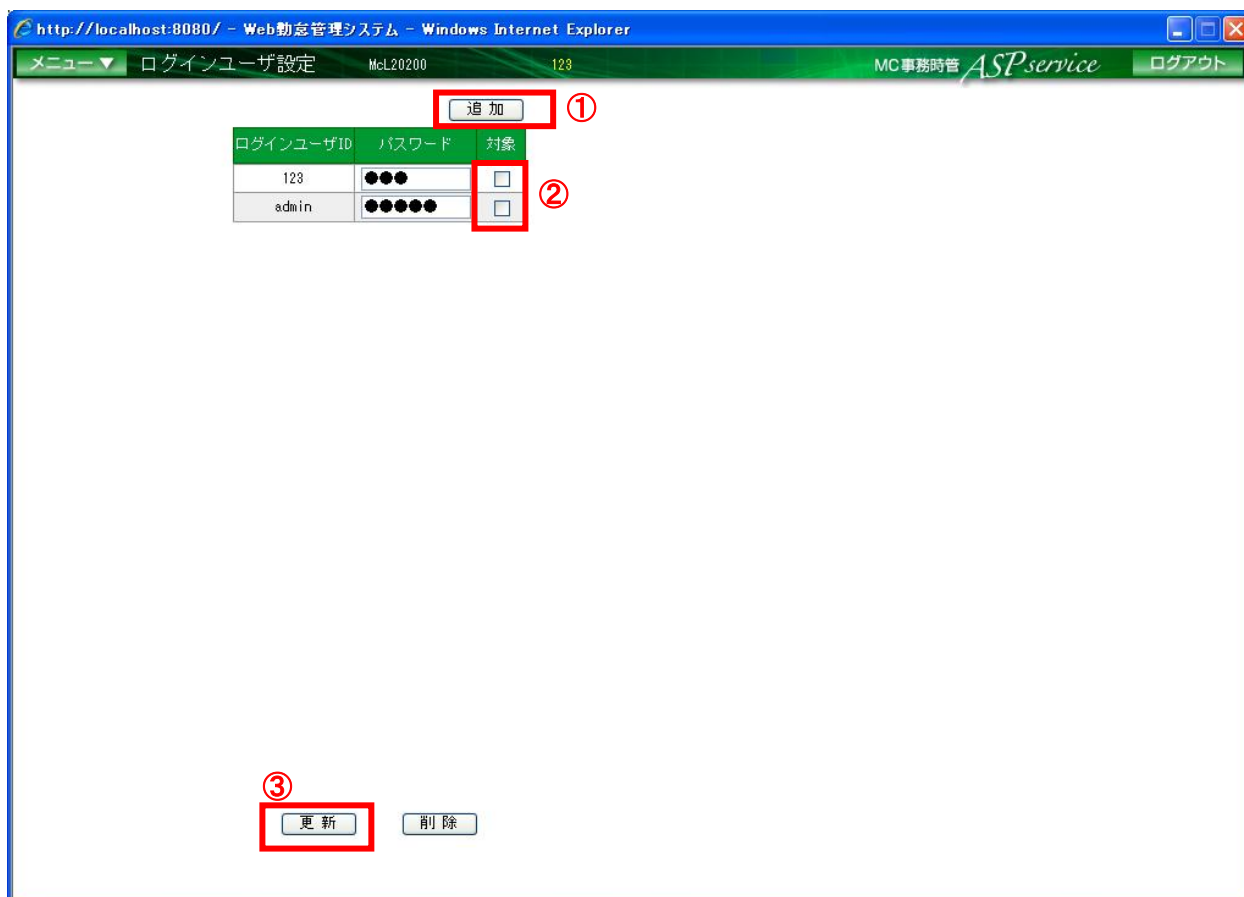 http://localhost:8080/ - Web勤怠管理システム - Windows Internet Explorer
メニュー▼ ログインユーザ設定 McL20200 123 MC事務時管 ASPservice ログアウト
追加 ①
ログインユーザID パスワード 対象
123 ●●●
②
admin ●●●●●
③
更新 削除